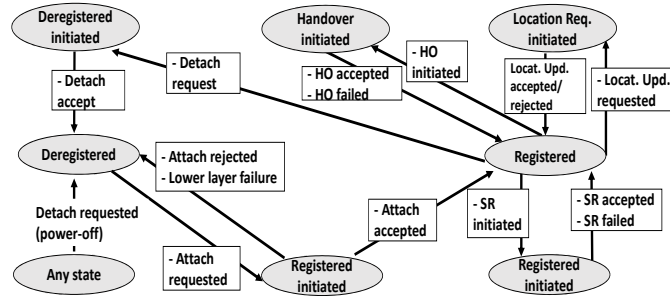 Deregistered
initiated
Handover
initiated
Location Req.
initiated
- Detach
accept
- Detach
request
- HO accepted
- HO failed
- HO
initiated
Locat. Upd.
accepted/
rejected
- Locat. Upd.
requested
Deregistered
- Attach rejected
- Lower layer failure
Registered
Detach requested
(power-off)
- Attach
requested
- Attach
accepted
- SR
initiated
- SR accepted
- SR failed
Any state
Registered
initiated
Registered
initiated